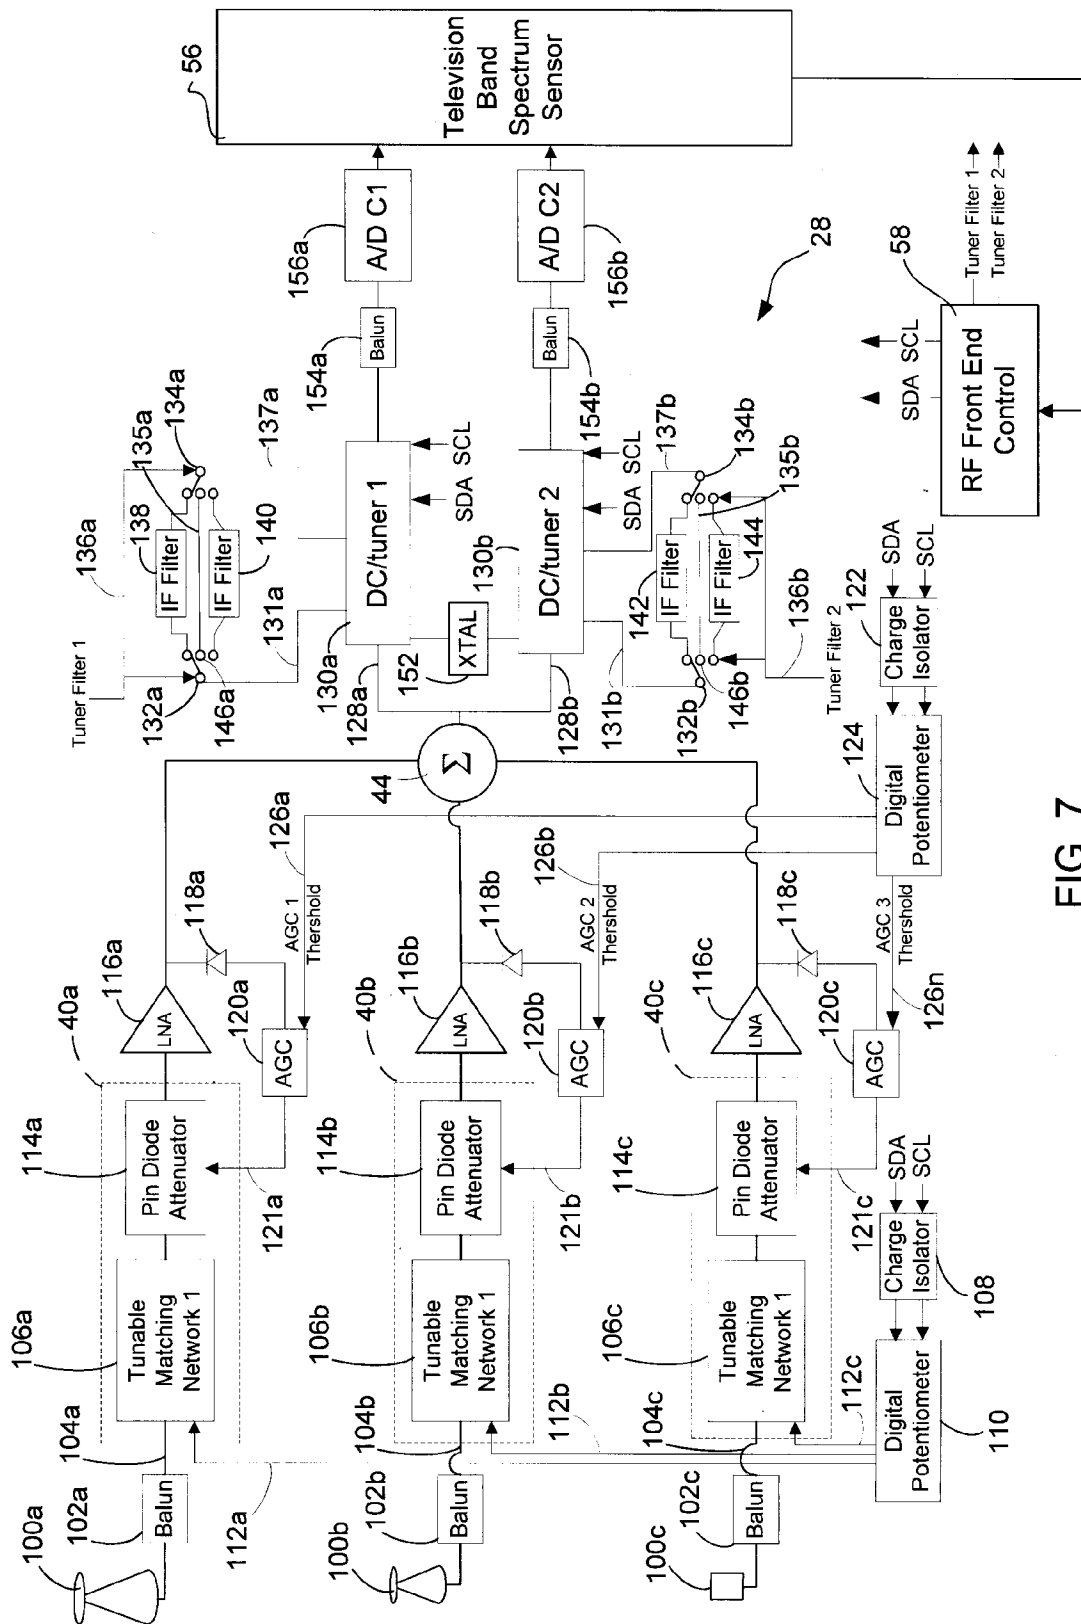 100a
102a
Balun
104a
112a
106a
Tunable
Matching
Network 1
114a
Pin Diode
Attenuator
40a
121a
116a
LNA
118a
120a
AGC
AGC 1
Thershold
126a
100b
102b
Balun
104b
112b
106b
Tunable
Matching
Network 1
114b
Pin Diode
Attenuator
40b
121b
116b
LNA
118b
120b
AGC
AGC 2
Thershold
126b
100c
102c
Balun
104c
112c
106c
Tunable
Matching
Network 1
114c
Pin Diode
Attenuator
40c
121c
116c
LNA
118c
120c
AGC
AGC 3
Thershold
126n
110
Digital
Potentiometer
108
Charge
Isolator
SDA
SCL
124
Digital
Potentiometer
122
Charge
Isolator
SDA
SCL
44
Σ
Tuner Filter 1
136a
132a
146a
138
IF Filter
140
IF Filter
135a
134a
137a
131a
130a
128a
DC/tuner 1
SDA
SCL
152
XTAL
128b
130b
DC/tuner 2
SDA
SCL
131b
132b
146b
142
IF Filter
144
IF Filter
135b
134b
137b
136b
Tuner Filter 2
154a
Balun
156a
A/D C1
154b
Balun
156b
A/D C2
56
Television
Band
Spectrum
Sensor
28
58
RF Front End
Control
SDA
SCL
Tuner Filter 1
Tuner Filter 2
FIG. 7